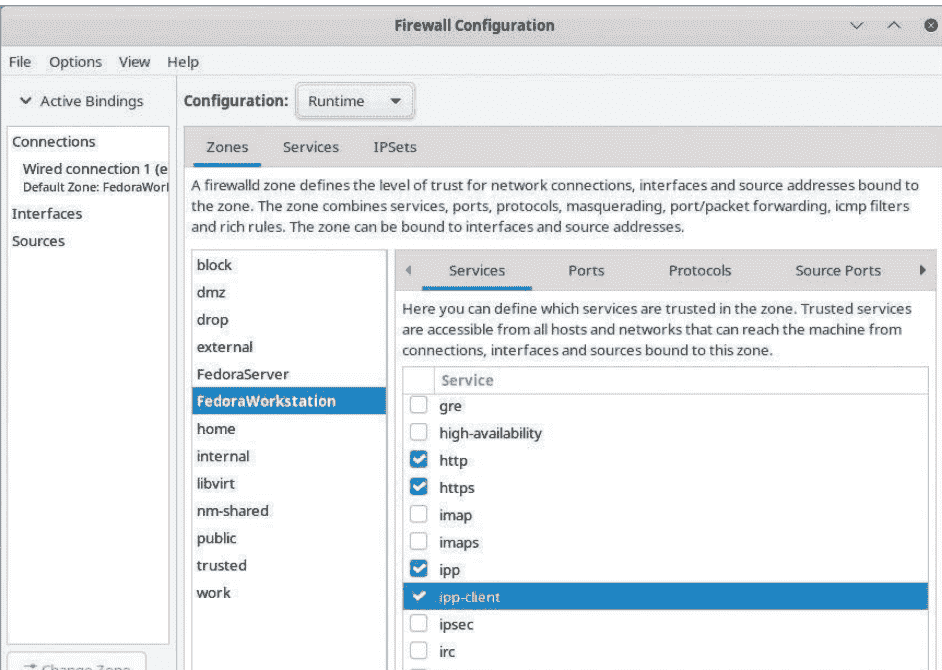 Firewall Configuration
File Options View Help
Active Bindings
Configuration: Runtime
Connections
Wired connection 1 (e
Default Zone: FedoraWorl
Interfaces
Sources
Zones Services IPSets
A firewalld zone defines the level of trust for network connections, interfaces and source addresses bound to
the zone. The zone combines services, ports, protocols, masquerading, port/packet forwarding, icmp filters
and rich rules. The zone can be bound to interfaces and source addresses.
block
dmz
drop
external
FedoraServer
FedoraWorkstation
home
internal
libvirt
nm-shared
public
trusted
work
Services Ports Protocols Source Ports
Here you can define which services are trusted in the zone. Trusted services
are accessible from all hosts and networks that can reach the machine from
connections, interfaces and sources bound to this zone.
Service
gre
high-availability
http
https
imap
imaps
ipp
ipp-client
ipsec
irc
Change Zone